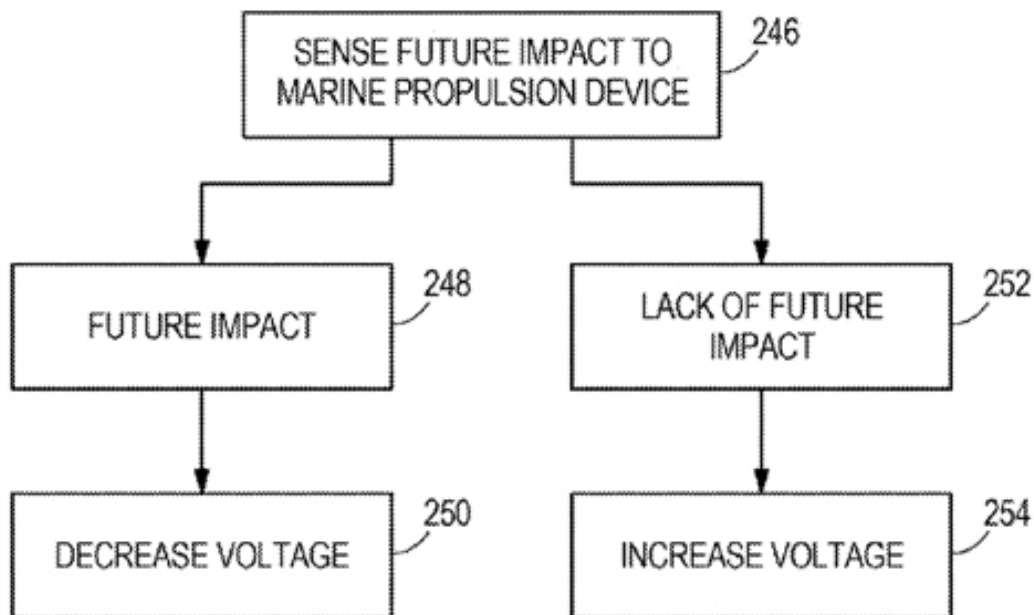 SENSE FUTURE IMPACT TO
MARINE PROPULSION DEVICE
246
FUTURE IMPACT
248
LACK OF FUTURE
IMPACT
252
DECREASE VOLTAGE
250
INCREASE VOLTAGE
254